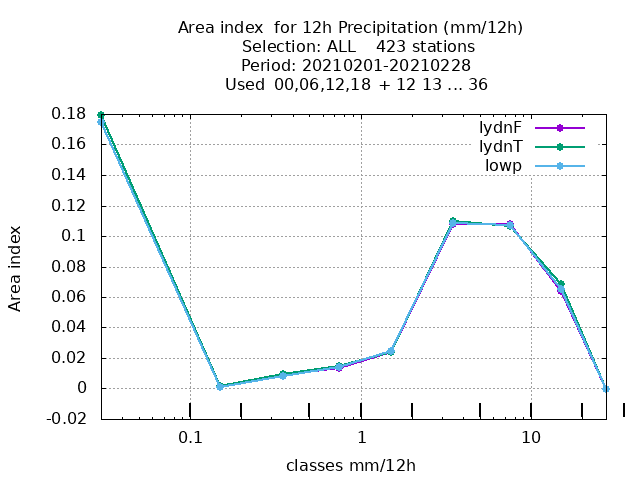 Area index  for 12h Precipitation (mm/12h)
Selection: ALL    423 stations
Period: 20210201-20210228
Used  00,06,12,18  + 12 13 ... 36
lydnF
lydnT
lowp
0.18
0.16
0.14
0.12
0.1
0.08
0.06
0.04
0.02
0
-0.02
Area index
0.1
1
10
classes mm/12h